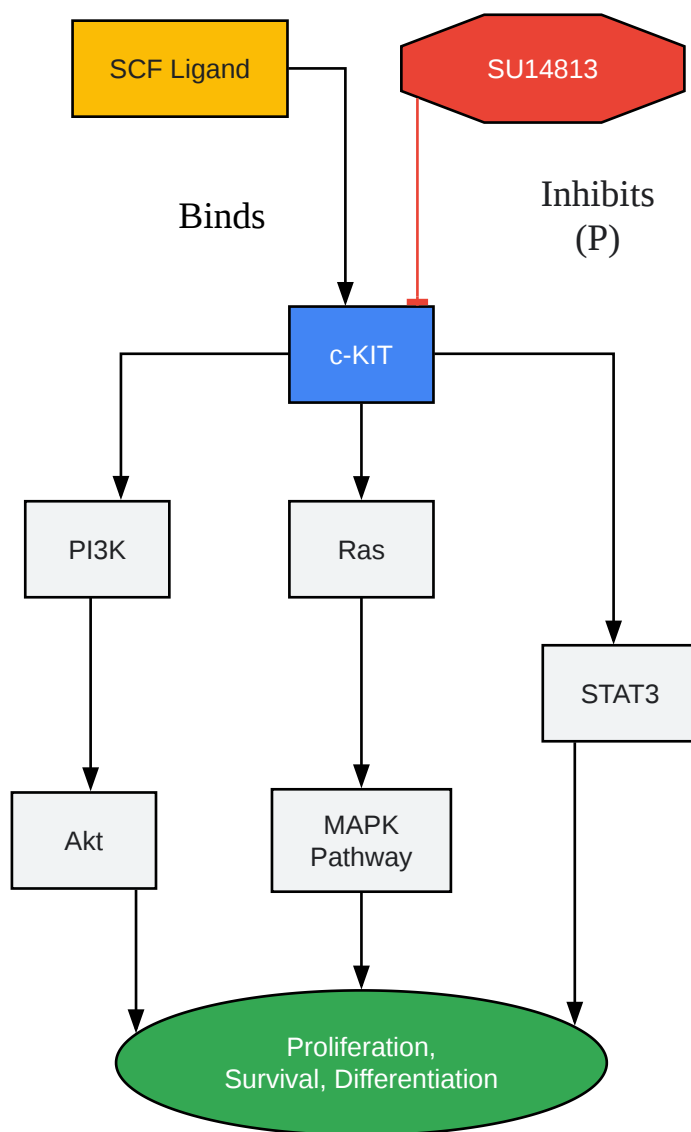 SCF Ligand
SU14813
Binds
Inhibits
(P)
c-KIT
PI3K
Ras
STAT3
Akt
MAPK
Pathway
Proliferation,
Survival, Differentiation